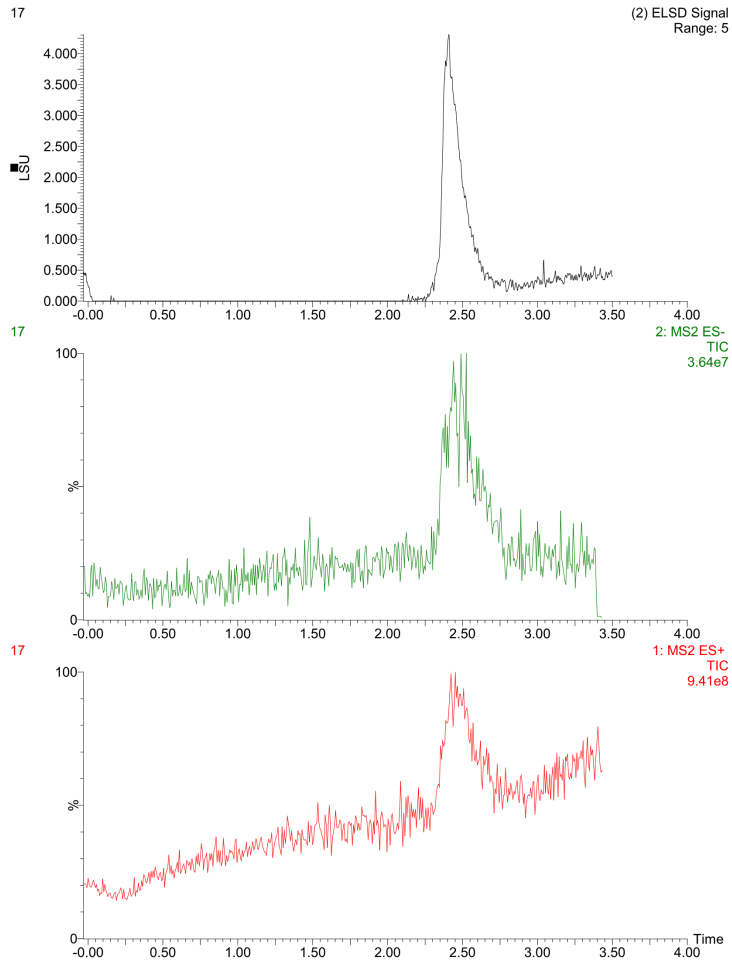 17
(2) ELSD Signal
Range: 5
4.000
3.500
3.000
2.500
2.000
1.500
1.000
0.500
0.000
LSU
-0.00 0.50 1.00 1.50 2.00 2.50 3.00 3.50 4.00
17
2: MS2 ES-
TIC
3.64e7
100
%
0
-0.00 0.50 1.00 1.50 2.00 2.50 3.00 3.50 4.00
17
1: MS2 ES+
TIC
9.41e8
100
%
0
Time
-0.00 0.50 1.00 1.50 2.00 2.50 3.00 3.50 4.00